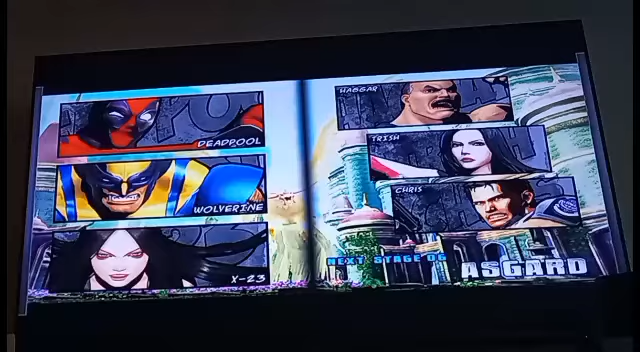 DEADPOOL
WOLVERINE
X-23
HAGGAR
TRISH
CHRIS
NEXT STAGE 06
ASGARD